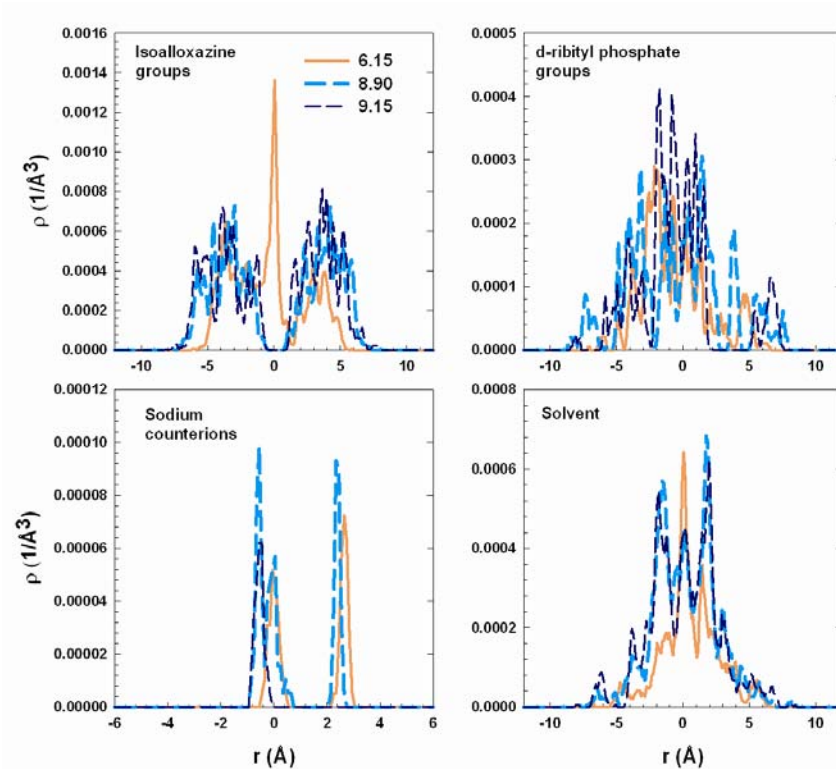 0.0016
0.0014
0.0012
0.0010
0.0008
0.0006
0.0004
0.0002
0.0000
ρ (1/Å³)
Isoalloxazine
groups
6.15
8.90
9.15
-10 -5 0 5 10
0.0005
0.0004
0.0003
0.0002
0.0001
0.0000
d-ribityl phosphate
groups
-10 -5 0 5 10
0.00012
0.00010
0.00008
0.00006
0.00004
0.00002
0.00000
ρ (1/Å³)
Sodium
counterions
-6 -4 -2 0 2 4 6
r (Å)
0.0008
0.0006
0.0004
0.0002
0.0000
Solvent
-10 -5 0 5 10
r (Å)